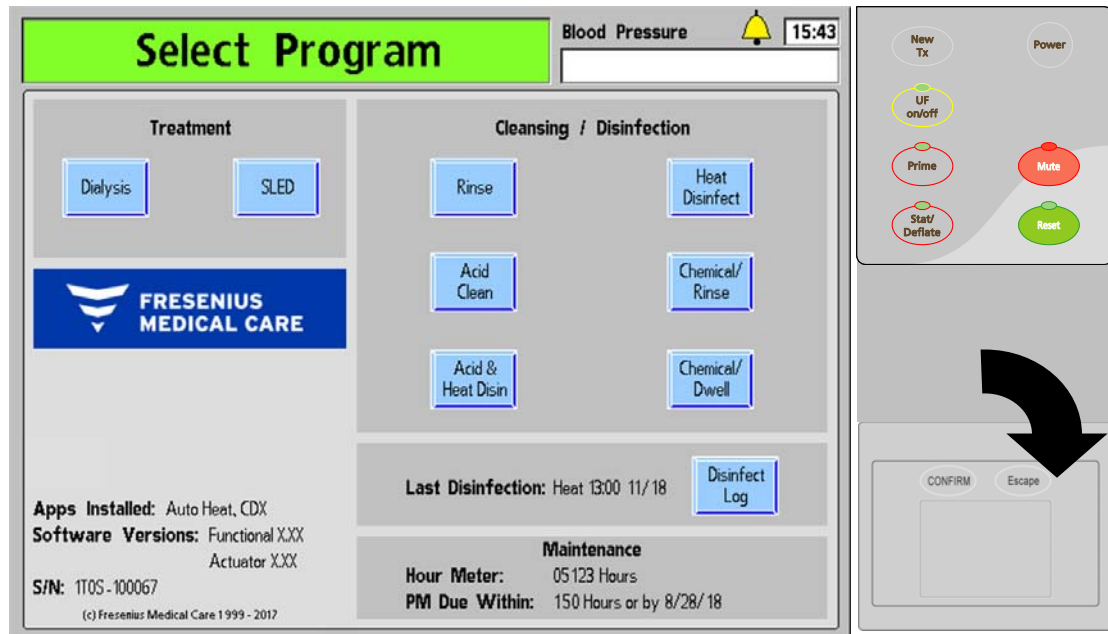 Select Program
Blood Pressure
15:43
Treatment
Dialysis
SLED
FRESENIUS
MEDICAL CARE
Apps Installed: Auto Heat, CDX
Software Versions: Functional X.XX
Actuator X.XX
S/N: 1T0S-100067
(c) Fresenius Medical Care 1999 - 2017
Cleansing / Disinfection
Rinse
Heat
Disinfect
Acid
Clean
Chemical/
Rinse
Acid &
Heat Disin
Chemical/
Dwell
Last Disinfection: Heat 13:00 11/18
Disinfect
Log
Maintenance
Hour Meter: 05123 Hours
PM Due Within: 150 Hours or by 8/28/18
New
Tx
Power
UF
on/off
Prime
Mute
Stat/
Deflate
Reset
CONFIRM
Escape